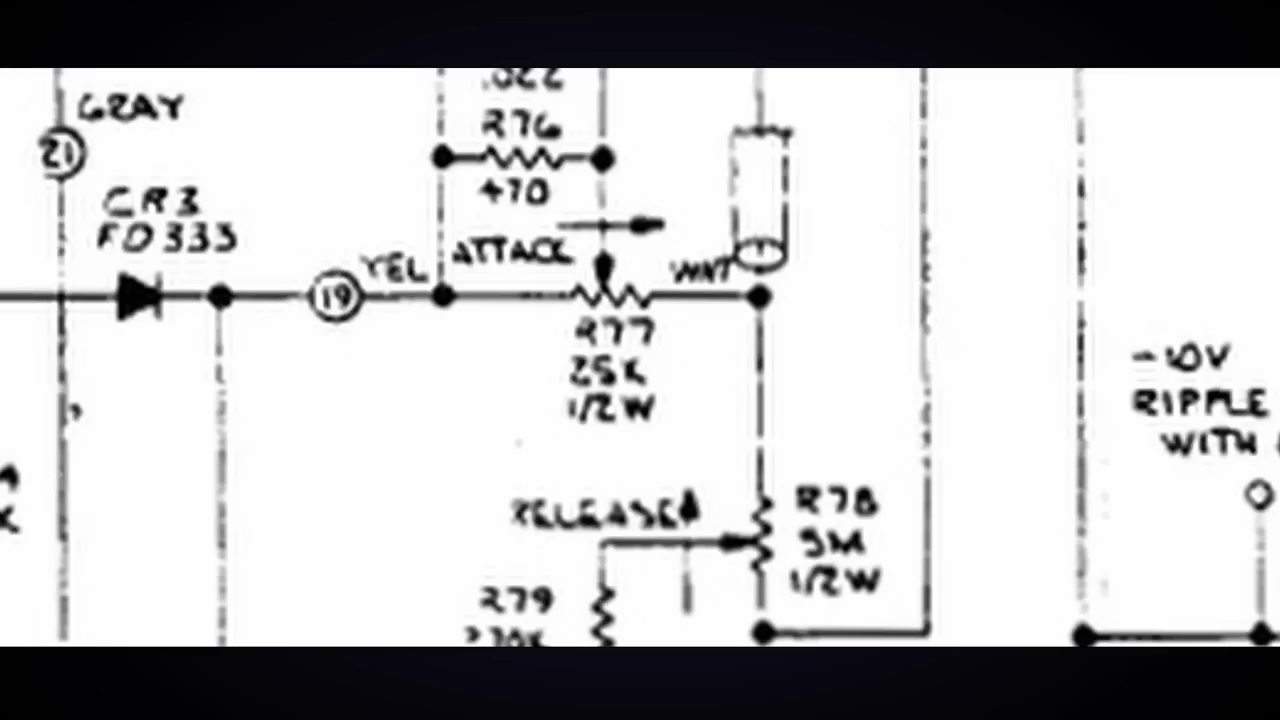 .022
GRAY
R76
21
470
CR3
FD333
ATTACK
YEL
WHT
19
R77
25K
1/2W
-10V
RIPPLE
WITH
RELEASE
R78
5M
1/2W
R79
270K